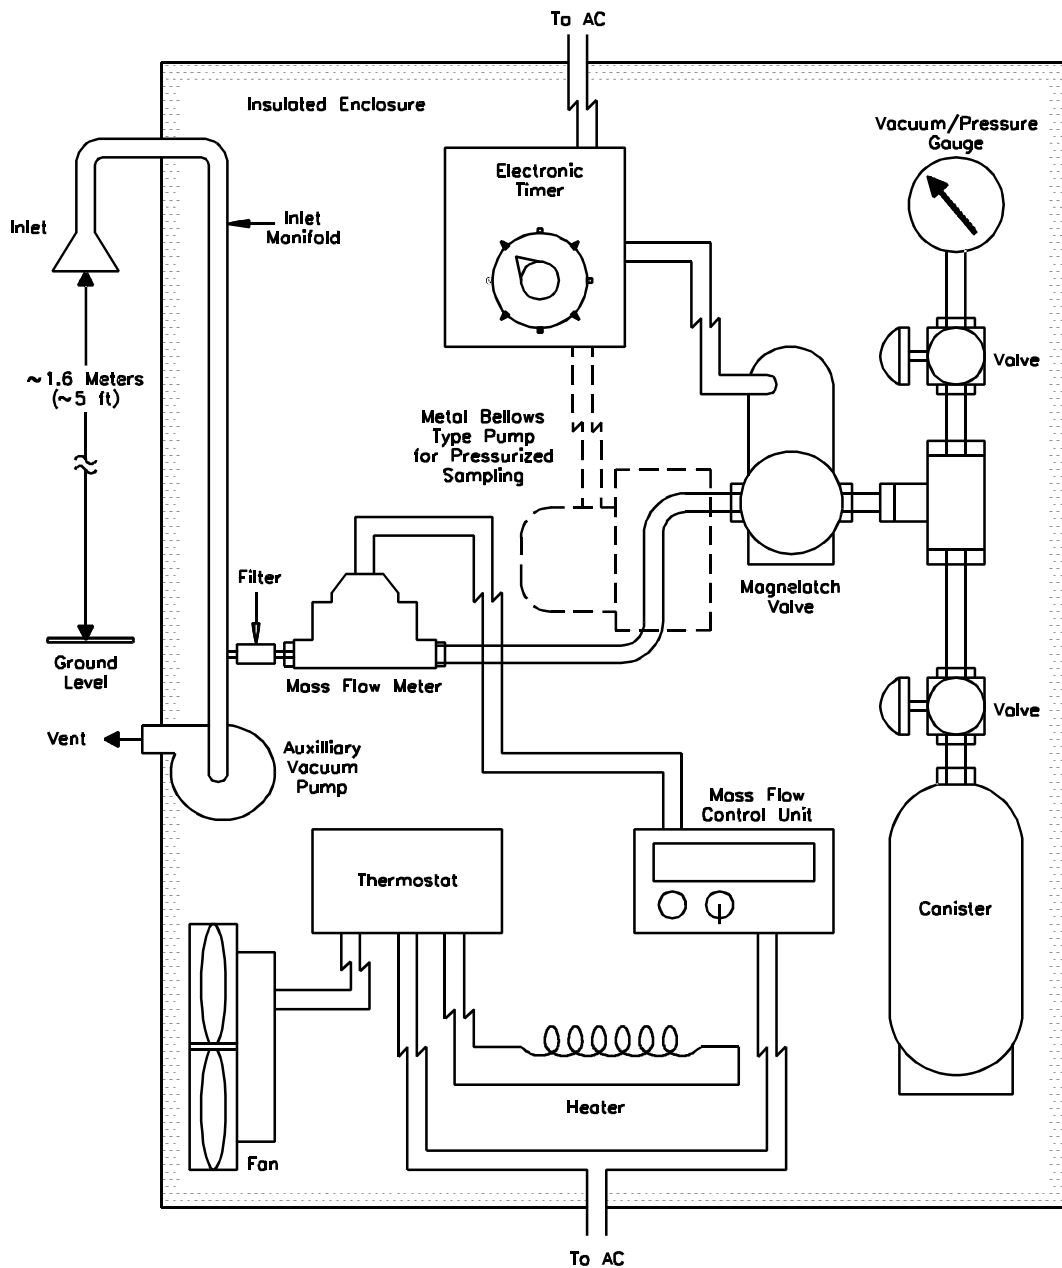 To AC
Insulated Enclosure
Vacuum/Pressure
Gauge
Electronic
Timer
Inlet
Inlet
Manifold
~1.6 Meters
(~5 ft)
Valve
Metal Bellows
Type Pump
for Pressurized
Sampling
Filter
Magnelatch
Valve
Ground
Level
Mass Flow Meter
Valve
Vent
Auxilliary
Vacuum
Pump
Mass Flow
Control Unit
Thermostat
Canister
Heater
Fan
To AC